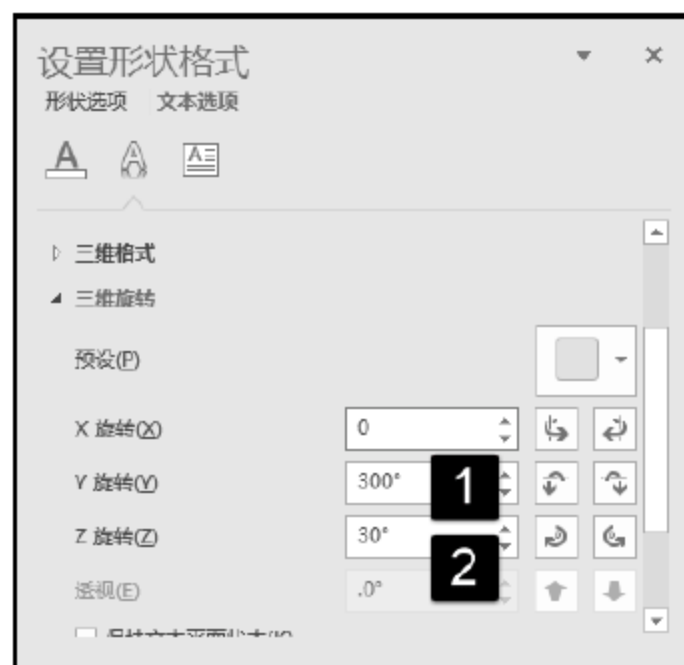 设置形状格式
形状选项 文本选项
A A A
三维格式
三维旋转
预设(P)
X 旋转(X) 0
Y 旋转(Y) 300° 1
Z 旋转(Z) 30° 2
透视(E) .0°